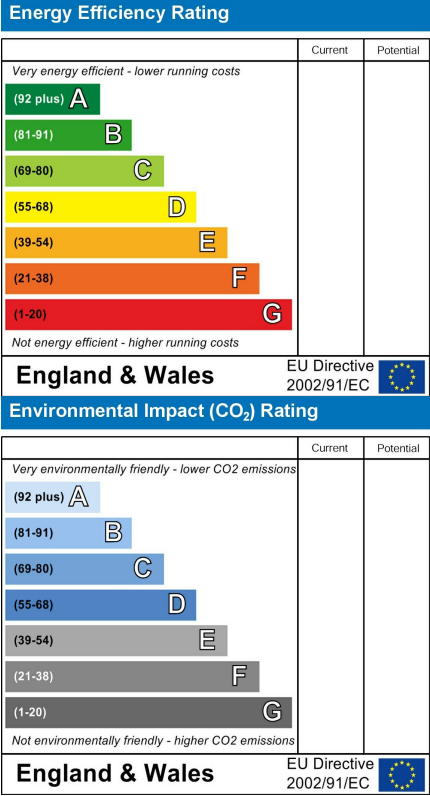 Energy Efficiency Rating
Current Potential
Very energy efficient - lower running costs
(92 plus) A
(81-91) B
(69-80) C
(55-68) D
(39-54) E
(21-38) F
(1-20) G
Not energy efficient - higher running costs
England & Wales
EU Directive
2002/91/EC
Environmental Impact (CO₂) Rating
Current Potential
Very environmentally friendly - lower CO2 emissions
(92 plus) A
(81-91) B
(69-80) C
(55-68) D
(39-54) E
(21-38) F
(1-20) G
Not environmentally friendly - higher CO2 emissions
England & Wales
EU Directive
2002/91/EC